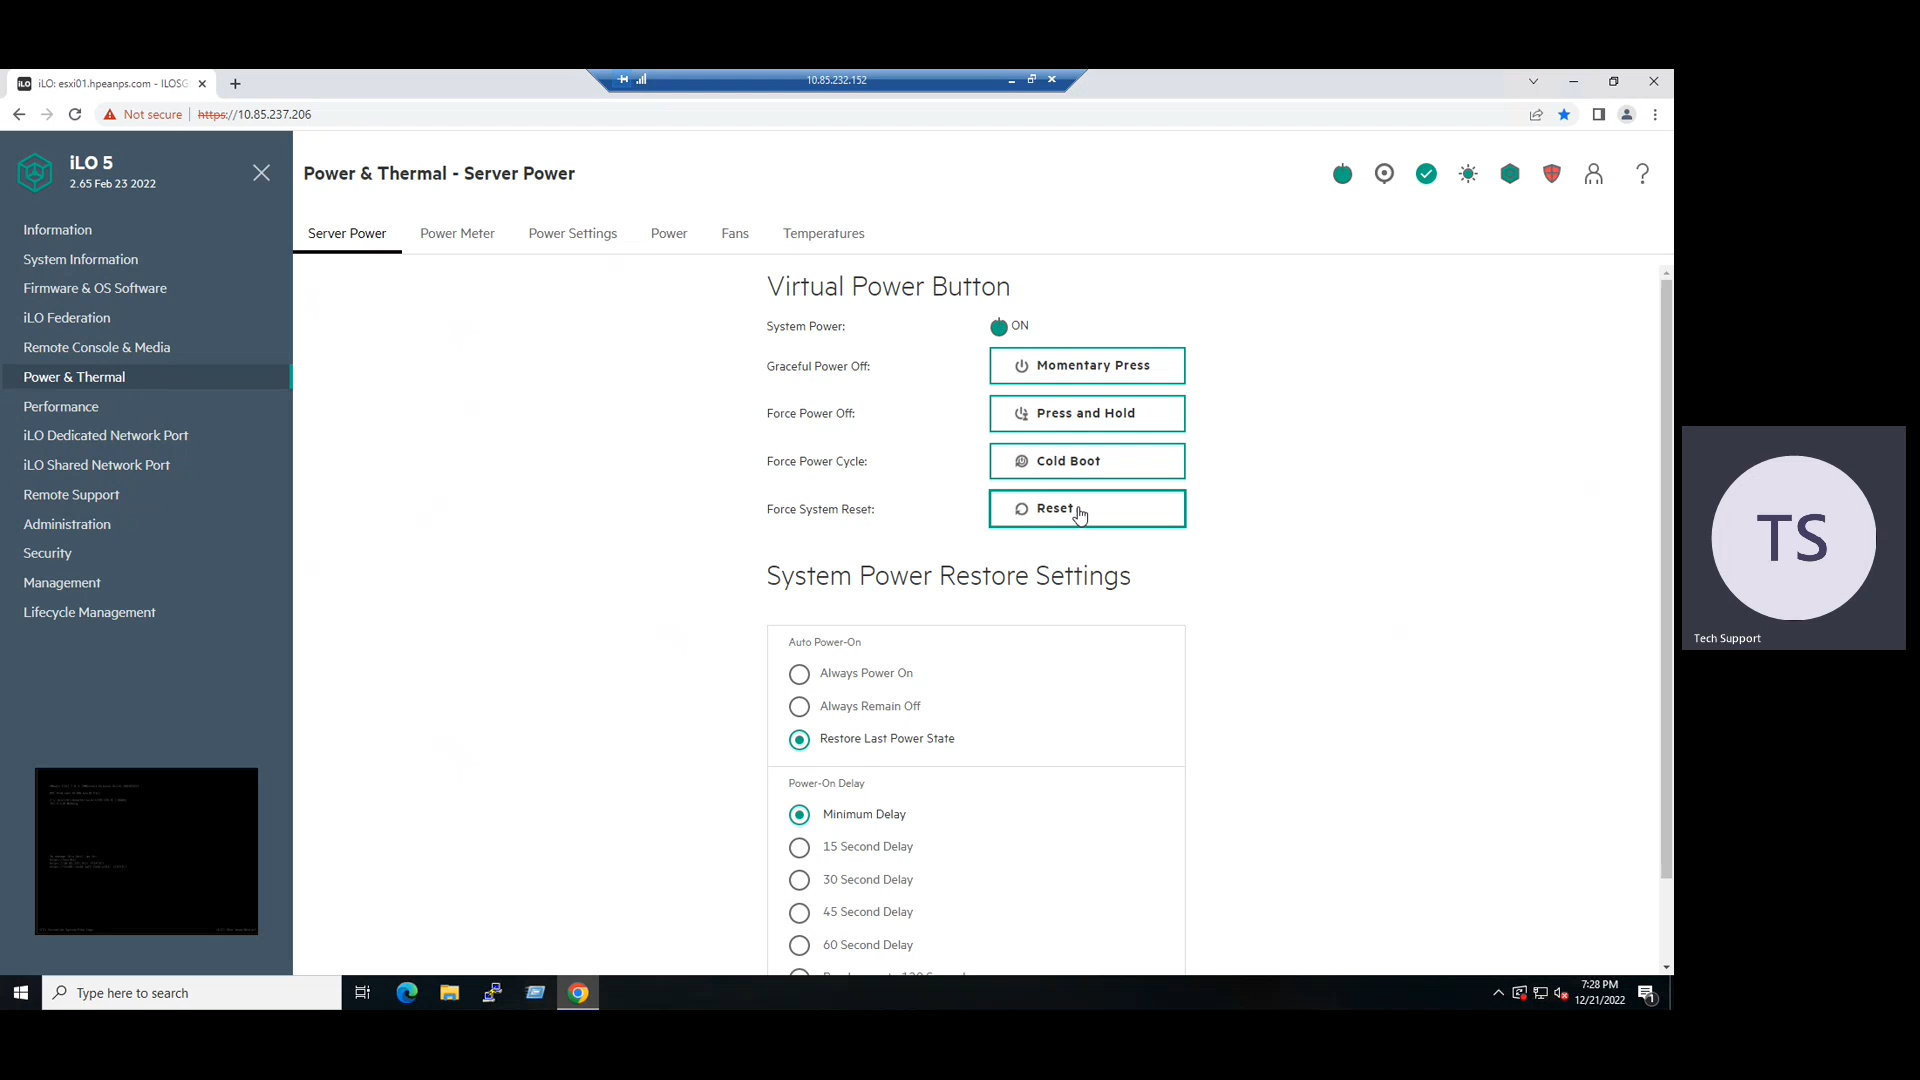 iLO: esxi01.hpeanps.com - ILOSG
10.85.232.152
Not secure
https://10.85.237.206
iLO 5
2.65 Feb 23 2022
Information
System Information
Firmware & OS Software
iLO Federation
Remote Console & Media
Power & Thermal
Performance
iLO Dedicated Network Port
iLO Shared Network Port
Remote Support
Administration
Security
Management
Lifecycle Management
Power & Thermal - Server Power
Server Power
Power Meter
Power Settings
Power
Fans
Temperatures
Virtual Power Button
System Power:
ON
Graceful Power Off:
Momentary Press
Force Power Off:
Press and Hold
Force Power Cycle:
Cold Boot
Force System Reset:
Reset
System Power Restore Settings
Auto Power-On
Always Power On
Always Remain Off
Restore Last Power State
Power-On Delay
Minimum Delay
15 Second Delay
30 Second Delay
45 Second Delay
60 Second Delay
TS
Tech Support
Type here to search
7:28 PM
12/21/2022
1